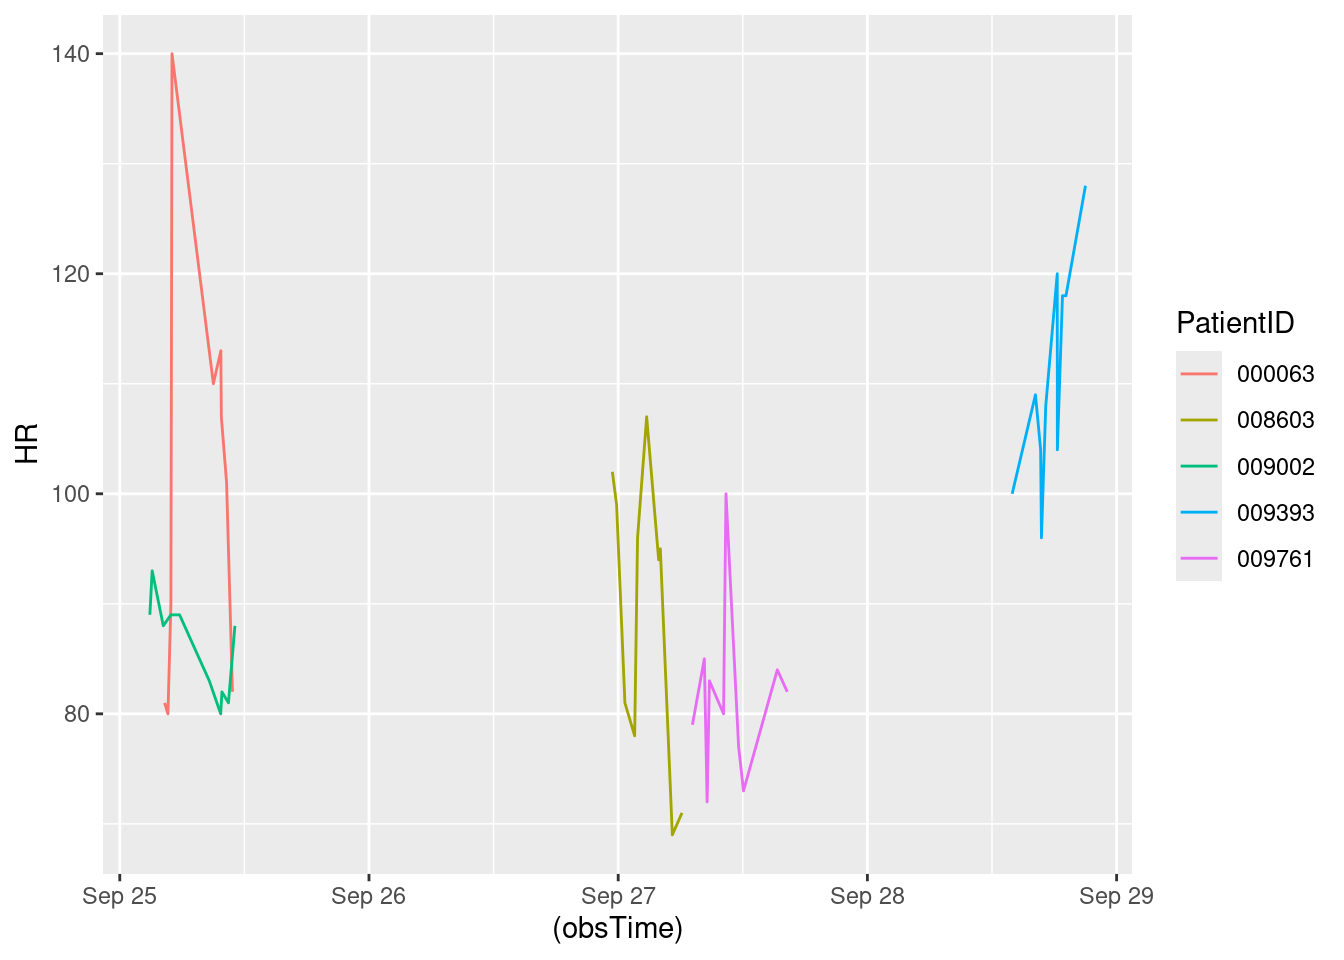 140
120
100
80
HR
Sep 25
Sep 26
Sep 27
Sep 28
Sep 29
(obsTime)
PatientID
000063
008603
009002
009393
009761